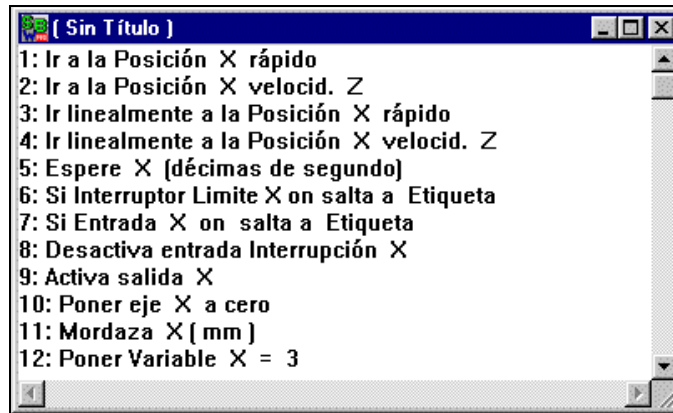 ( Sin Título )
1: Ir a la Posición X rápido
2: Ir a la Posición X velocid. Z
3: Ir linealmente a la Posición X rápido
4: Ir linealmente a la Posición X velocid. Z
5: Espere X (décimas de segundo)
6: Si Interruptor Limite X on salta a Etiqueta
7: Si Entrada X on salta a Etiqueta
8: Desactiva entrada Interrupción X
9: Activa salida X
10: Poner eje X a cero
11: Mordaza X ( mm )
12: Poner Variable X = 3